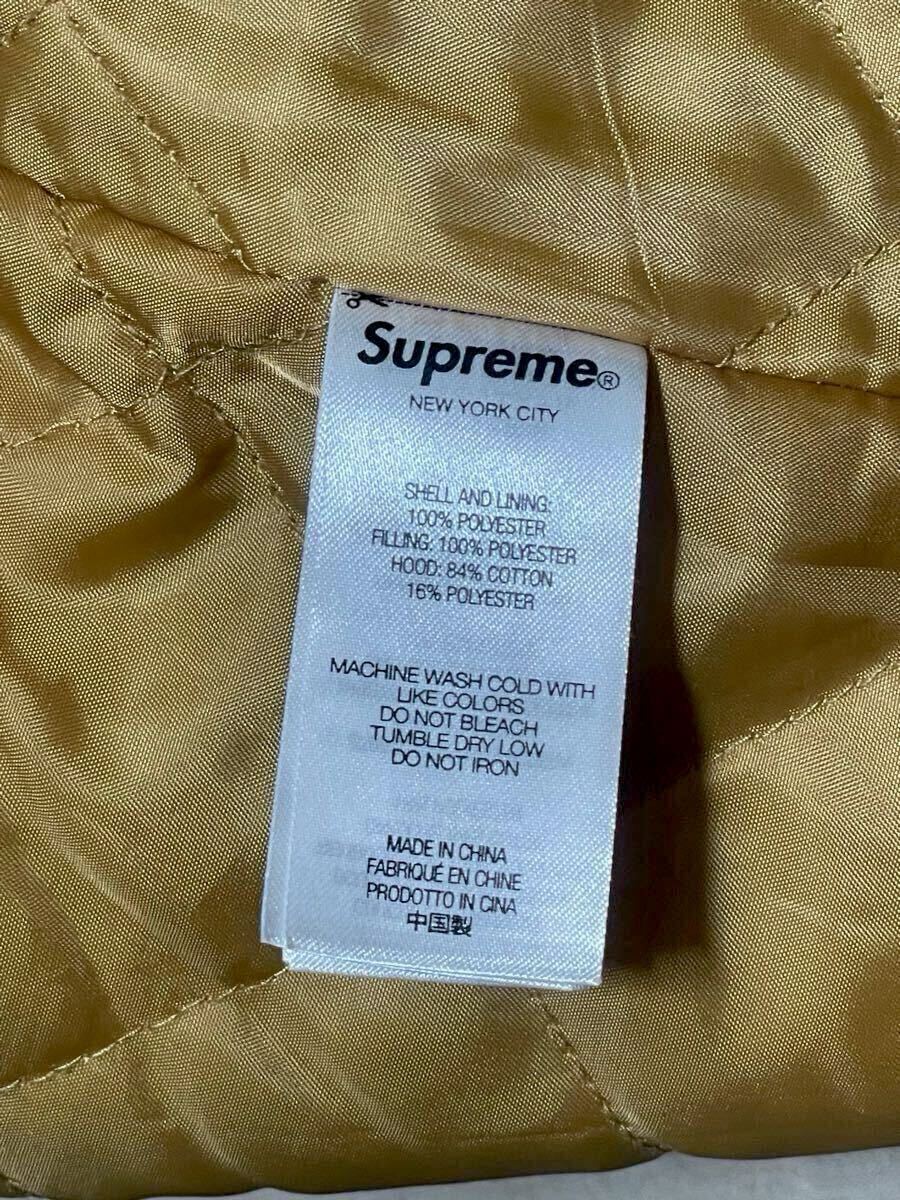 Supreme®
NEW YORK CITY
SHELL AND LINING:
100% POLYESTER
FILLING: 100% POLYESTER
HOOD: 84% COTTON
16% POLYESTER
MACHINE WASH COLD WITH
LIKE COLORS
DO NOT BLEACH
TUMBLE DRY LOW
DO NOT IRON
MADE IN CHINA
FABRIQUÉ EN CHINE
PRODOTTO IN CINA
中国製